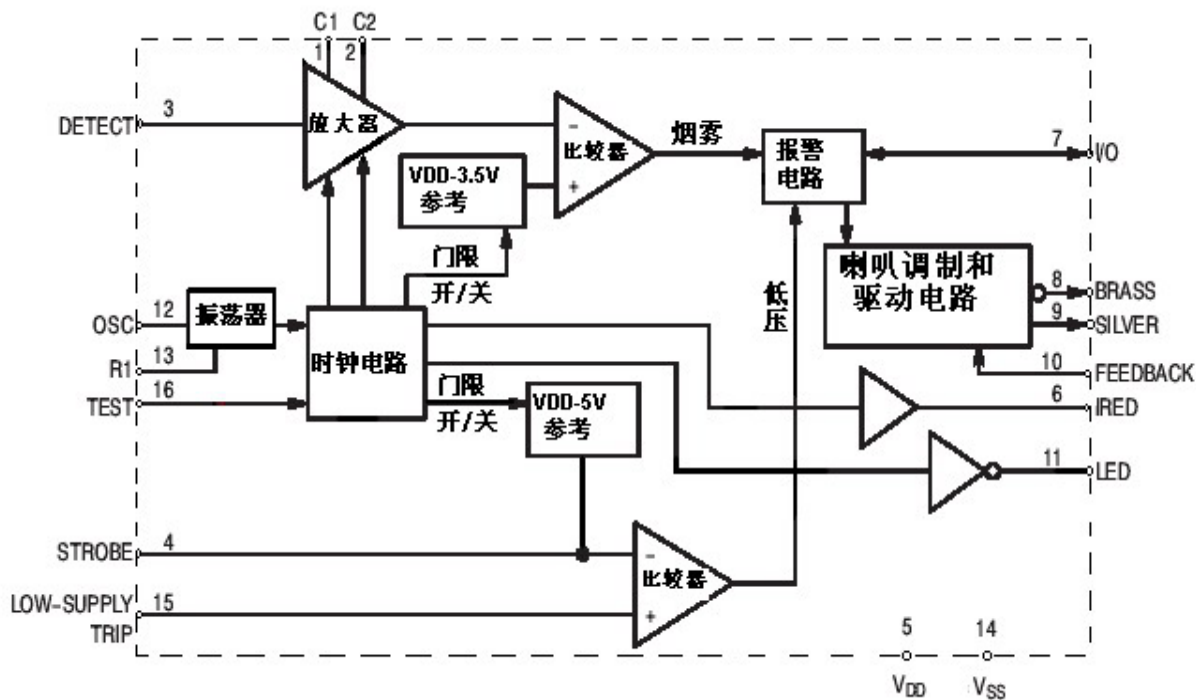 C1 C2
1 2
DETECT 3
放大器
-
比较器
+
烟雾
报警
电路
7 I/O
VDD-3.5V
参考
门限
开/关
喇叭调制和
驱动电路
8 BRASS
9 SILVER
10 FEEDBACK
低
压
OSC 12
振荡器
R1 13
TEST 16
时钟电路
门限
开/关
VDD-5V
参考
6 IRED
11 LED
STROBE 4
-
比较器
+
LOW-SUPPLY 15
TRIP
5 14
VDD VSS